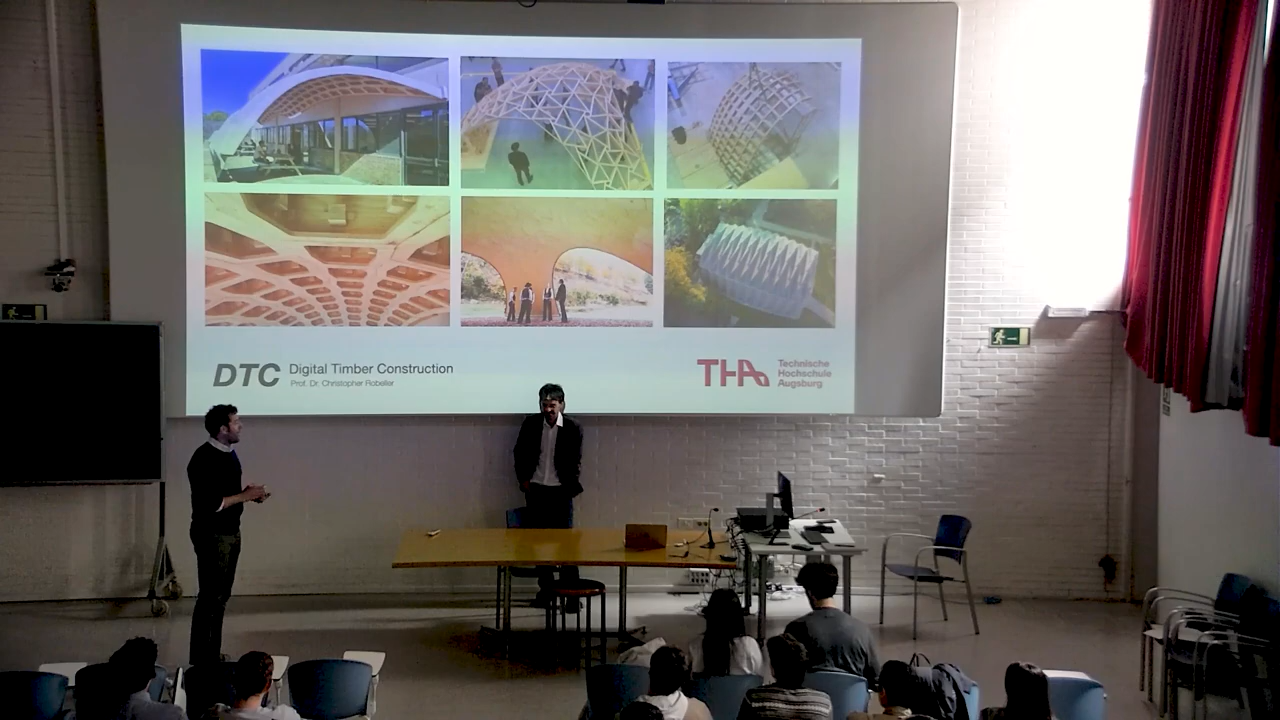 DTC Digital Timber Construction
Prof. Dr. Christopher Robeller
THA Technische
Hochschule
Augsburg